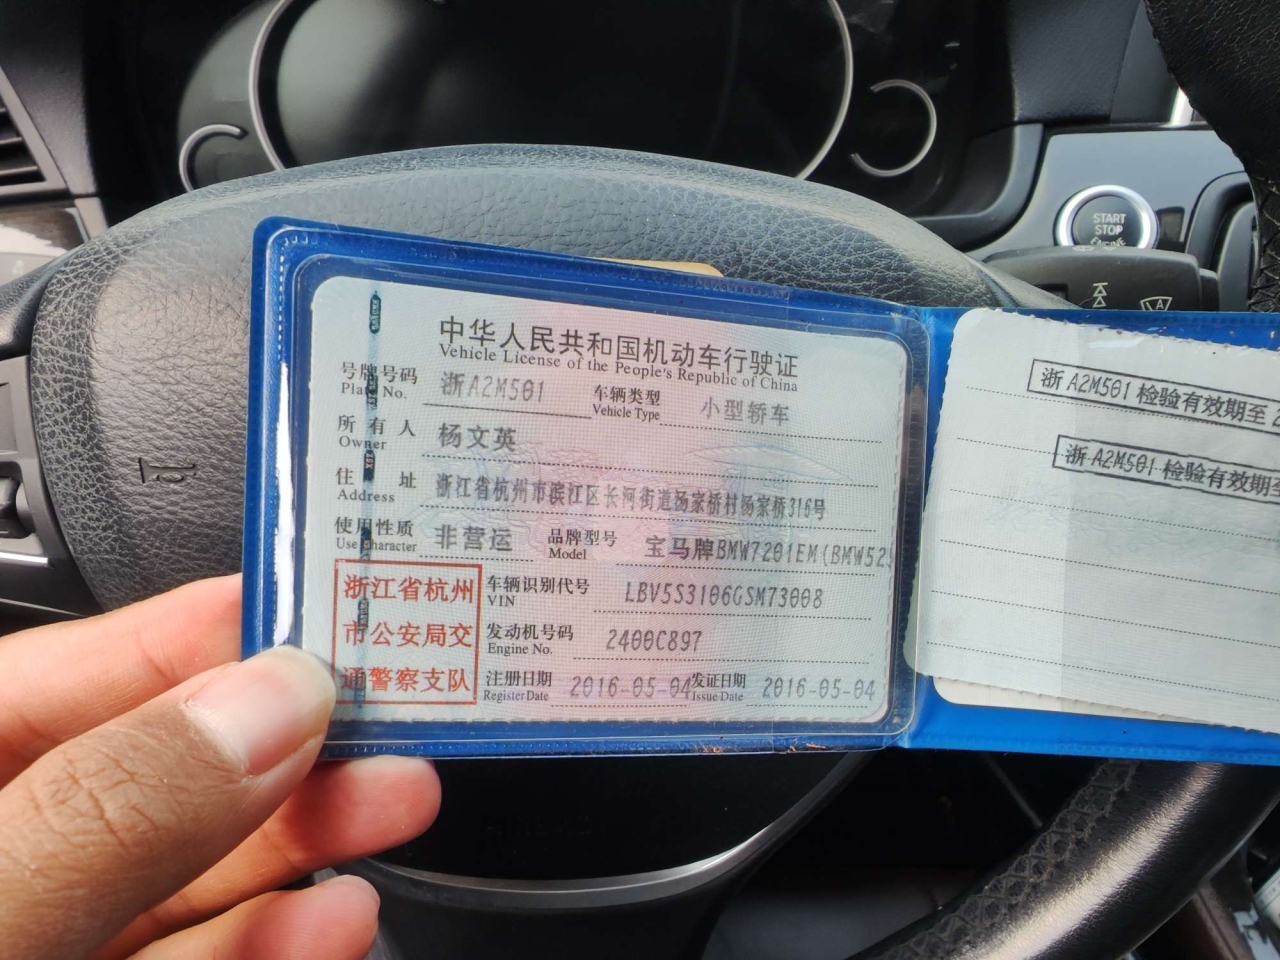 START
STOP
ENGINE
中华人民共和国机动车行驶证
Vehicle License of the People's Republic of China
号牌号码 浙A2M501 车辆类型 小型轿车
Plate No. Vehicle Type
所有人 杨文英
Owner
住址 浙江省杭州市滨江区长河街道杨家桥村杨家桥316号
Address
使用性质 非营运 品牌型号 宝马牌BMW7201EM(BMW52
Use Character Model
浙江省杭州
市公安局交
通警察支队
车辆识别代号 LBV5S3106GSM73008
VIN
发动机号码 2400C897
Engine No.
注册日期 2016-05-04 发证日期 2016-05-04
Register Date Issue Date
浙A2M501检验有效期至
浙A2M501检验有效期至